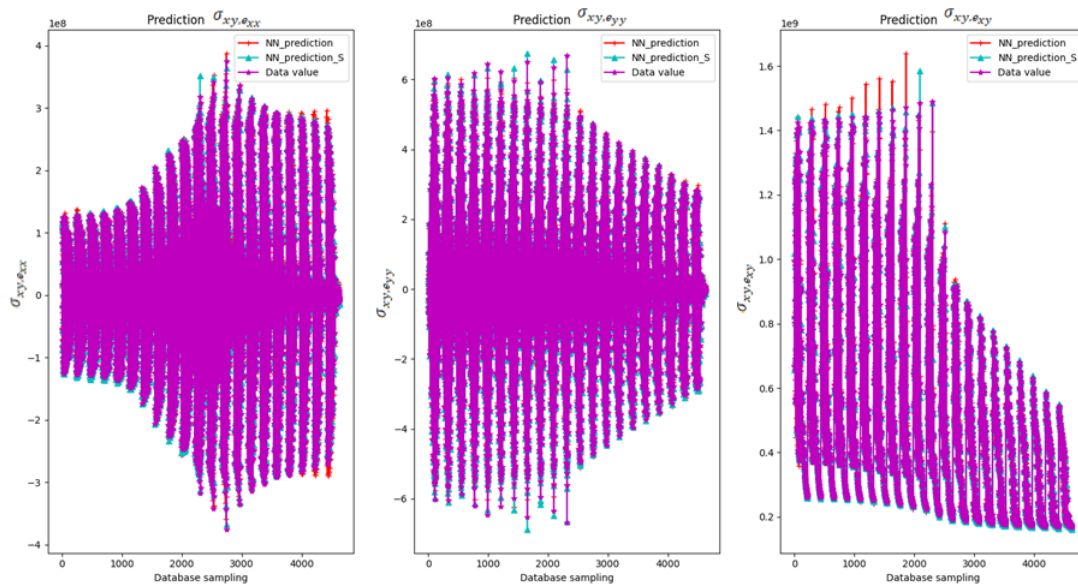 Prediction σxy,exx
1e8
NN_prediction
NN_prediction_S
Data value
4
3
2
1
0
−1
−2
−3
−4
σxy,exx
0 1000 2000 3000 4000
Database sampling
Prediction σxy,eyy
1e8
NN_prediction
NN_prediction_S
Data value
6
4
2
0
−2
−4
−6
σxy,eyy
0 1000 2000 3000 4000
Database sampling
Prediction σxy,exy
1e9
NN_prediction
NN_prediction_S
Data value
1.6
1.4
1.2
1.0
0.8
0.6
0.4
0.2
σxy,exy
0 1000 2000 3000 4000
Database sampling